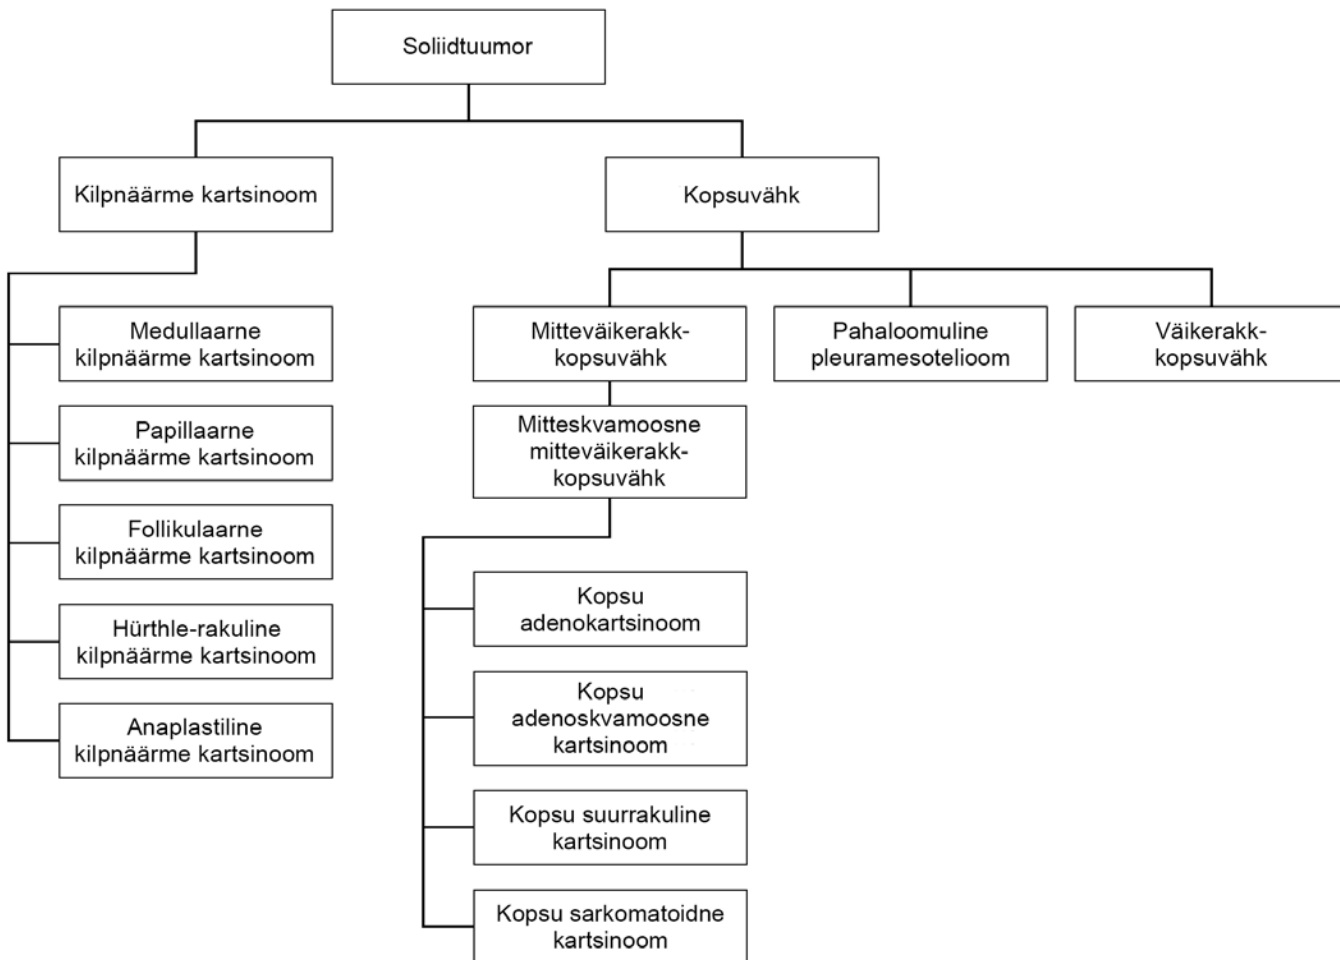 Soliidtuumor
Kilpnäärme kartsinoom
Kopsuvähk
Medullaarne
kilpnäärme kartsinoom
Papillaarne
kilpnäärme kartsinoom
Follikulaarne
kilpnäärme kartsinoom
Hürthle-rakuline
kilpnäärme kartsinoom
Anaplastiline
kilpnäärme kartsinoom
Mitteväikerakk-
kopsuvähk
Pahaloomuline
pleuramesotelioom
Väikerakk-
kopsuvähk
Mitteskvamoosne
mitteväikerakk-
kopsuvähk
Kopsu
adenokartsinoom
Kopsu
adenoskvamoosne
kartsinoom
Kopsu suurrakuline
kartsinoom
Kopsu sarkomatoidne
kartsinoom